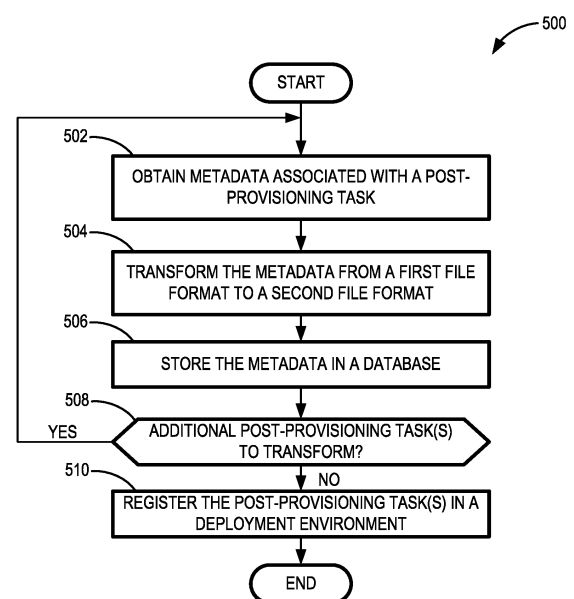 500
START
502
OBTAIN METADATA ASSOCIATED WITH A POST-
PROVISIONING TASK
504
TRANSFORM THE METADATA FROM A FIRST FILE
FORMAT TO A SECOND FILE FORMAT
506
STORE THE METADATA IN A DATABASE
508
YES
ADDITIONAL POST-PROVISIONING TASK(S)
TO TRANSFORM?
510
NO
REGISTER THE POST-PROVISIONING TASK(S) IN A
DEPLOYMENT ENVIRONMENT
END